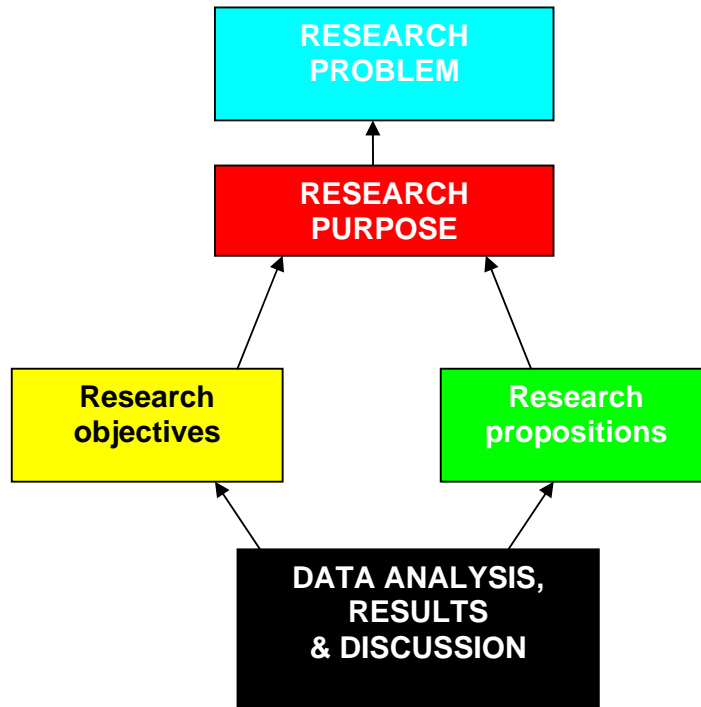 RESEARCH
PROBLEM
RESEARCH
PURPOSE
Research
objectives
Research
propositions
DATA ANALYSIS,
RESULTS
& DISCUSSION